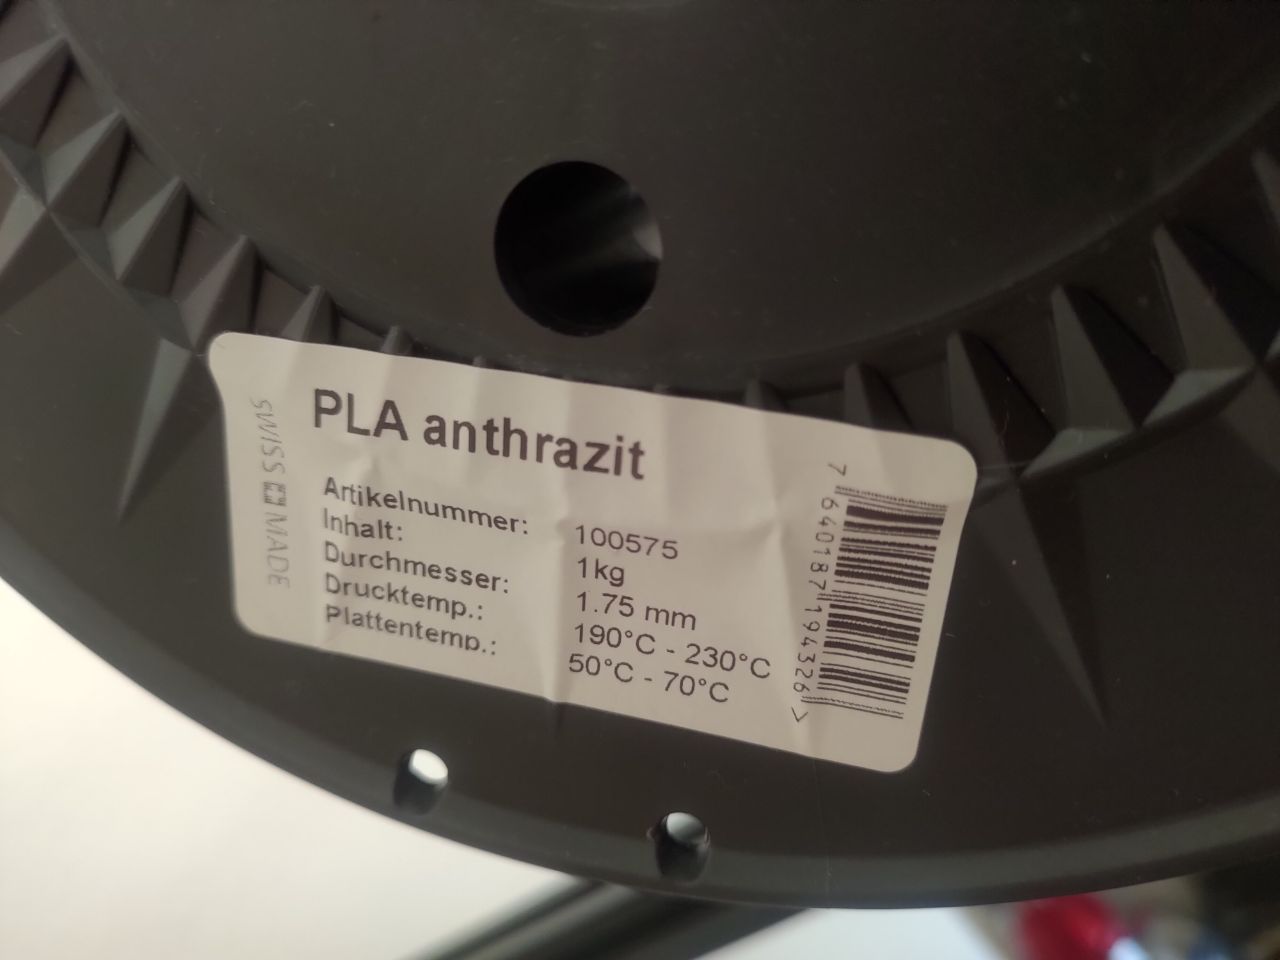 PLA anthrazit
Artikelnummer: 100575
Inhalt: 1kg
Durchmesser: 1.75 mm
Drucktemp.: 190°C - 230°C
Plattentemp.: 50°C - 70°C
SWISS MADE
7 640187 194326 >